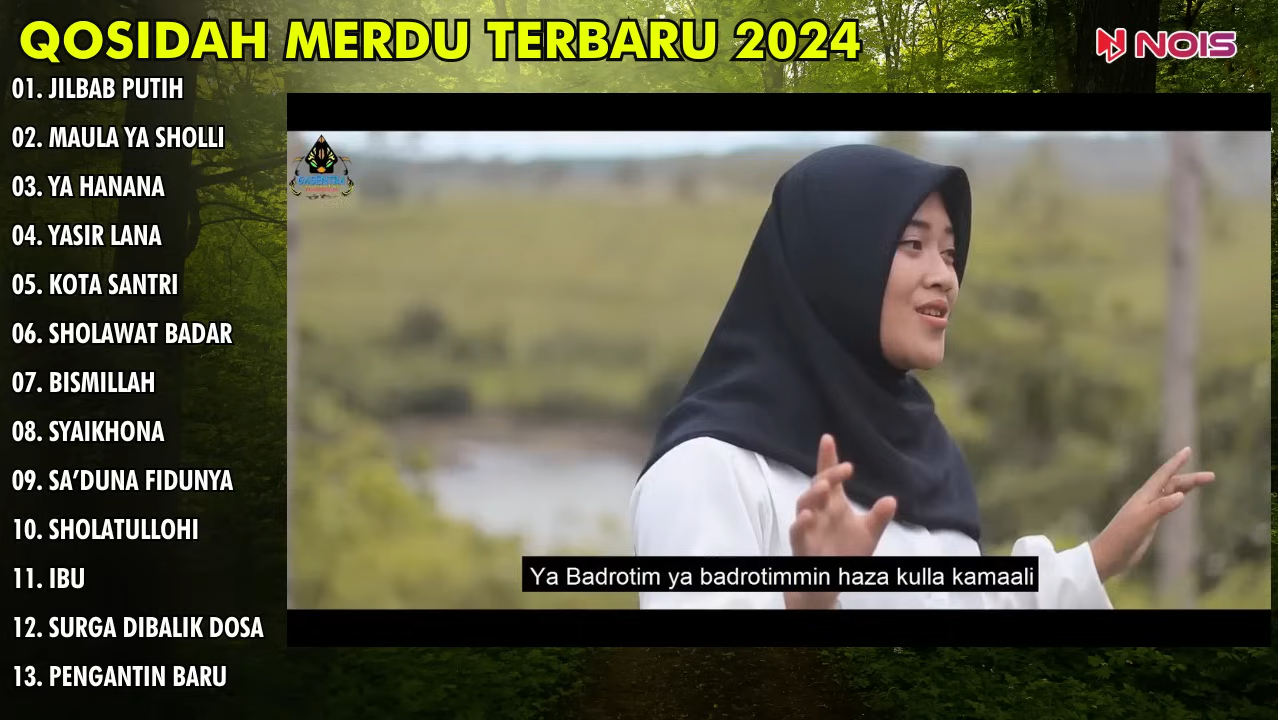 QOSIDAH MERDU TERBARU 2024
NOIS
01. JILBAB PUTIH
02. MAULA YA SHOLLI
03. YA HANANA
04. YASIR LANA
05. KOTA SANTRI
06. SHOLAWAT BADAR
07. BISMILLAH
08. SYAIKHONA
09. SA’DUNA FIDUNYA
10. SHOLATULLOHI
11. IBU
12. SURGA DIBALIK DOSA
13. PENGANTIN BARU
Ya Badrotim ya badrotimmin haza kulla kamaali